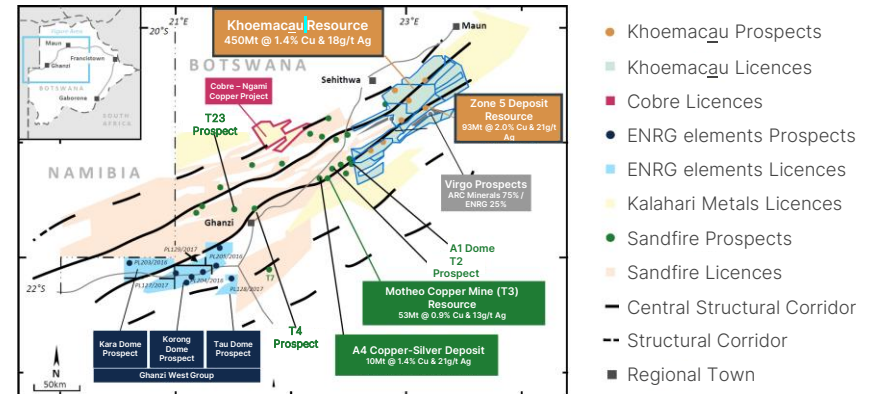 21°E
23°E
20°S
22°S
Maun
Francistown
Ghanzi
BOTSWANA
Gaborone
SOUTH
AFRICA
Khoemacau Resource
450Mt @ 1.4% Cu & 18g/t Ag
Maun
BOTSWANA
Sehithwa
Cobre – Ngami
Copper Project
Zone 5 Deposit
Resource
93Mt @ 2.0% Cu & 21g/t
Ag
T23
Prospect
NAMIBIA
Virgo Prospects
ARC Minerals 75% /
ENRG 25%
Ghanzi
A1 Dome
T2
Prospect
PL129/2017
PL205/2016
PL203/2016
PL127/2017
PL204/2016
PL128/2017
T7
Motheo Copper Mine (T3)
Resource
53Mt @ 0.9% Cu & 13g/t Ag
T4
Prospect
A4 Copper-Silver Deposit
10Mt @ 1.4% Cu & 21g/t Ag
Kara Dome
Prospect
Korong
Dome
Prospect
Tau Dome
Prospect
Ghanzi West Group
N
50km
Khoemacau Prospects
Khoemacau Licences
Cobre Licences
ENRG elements Prospects
ENRG elements Licences
Kalahari Metals Licences
Sandfire Prospects
Sandfire Licences
Central Structural Corridor
Structural Corridor
Regional Town